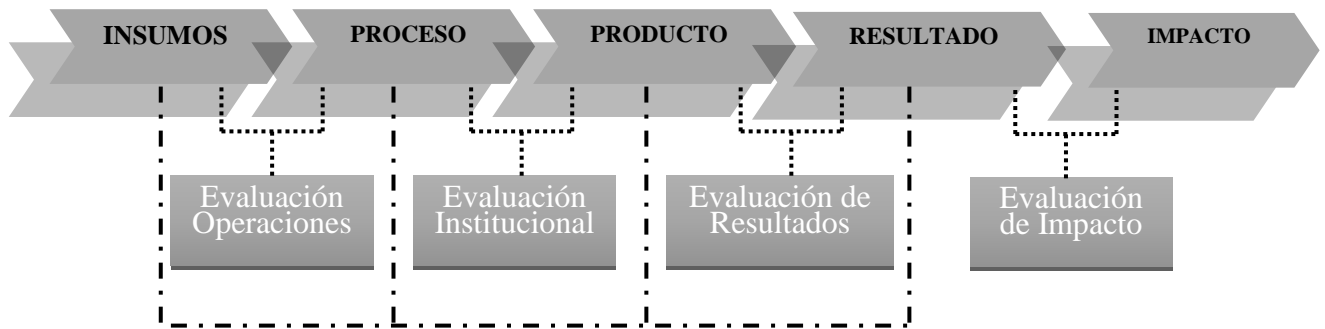 INSUMOS
PROCESO
PRODUCTO
RESULTADO
IMPACTO
Evaluación
Operaciones
Evaluación
Institucional
Evaluación de
Resultados
Evaluación
de Impacto